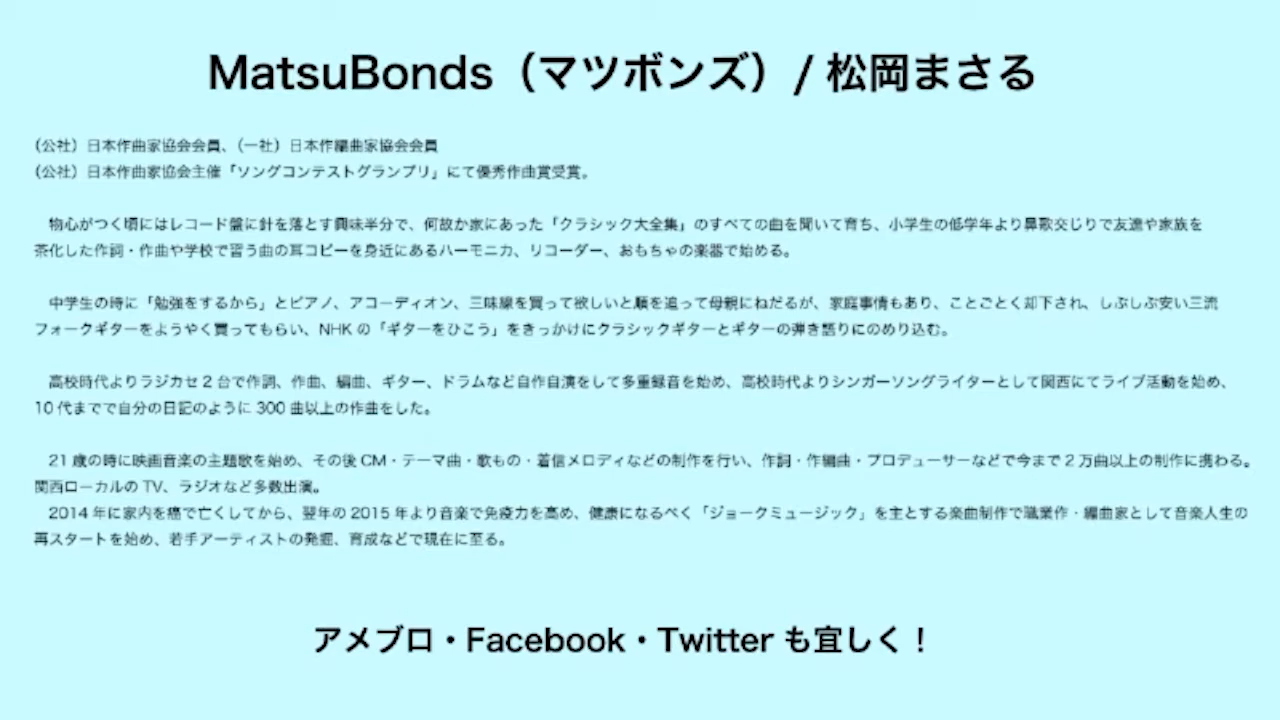 MatsuBonds（マツボンズ）/ 松岡まさる
（公社）日本作曲家協会会員、（一社）日本作編曲家協会会員
（公社）日本作曲家協会主催「ソングコンテストグランプリ」にて優秀作曲賞受賞。
物心がつく頃にはレコード盤に針を落とす興味半分で、何故か家にあった「クラシック大全集」のすべての曲を聞いて育ち、小学生の低学年より鼻歌交じりで友達や家族を
茶化した作詞・作曲や学校で習う曲の耳コピーを身近にあるハーモニカ、リコーダー、おもちゃの楽器で始める。
中学生の時に「勉強をするから」とピアノ、アコーディオン、三味線を買って欲しいと順を追って母親にねだるが、家庭事情もあり、ことごとく却下され、しぶしぶ安い三流
フォークギターをようやく買ってもらい、NHK の「ギターをひこう」をきっかけにクラシックギターとギターの弾き語りにのめり込む。
高校時代よりラジカセ 2 台で作詞、作曲、編曲、ギター、ドラムなど自作自演をして多重録音を始め、高校時代よりシンガーソングライターとして関西にてライブ活動を始め、
10 代までで自分の日記のように 300 曲以上の作曲をした。
21 歳の時に映画音楽の主題歌を始め、その後 CM・テーマ曲・歌もの・着信メロディなどの制作を行い、作詞・作編曲・プロデューサーなどで今まで 2 万曲以上の制作に携わる。
関西ローカルの TV、ラジオなど多数出演。
2014 年に家内を癌で亡くしてから、翌年の 2015 年より音楽で免疫力を高め、健康になるべく「ジョークミュージック」を主とする楽曲制作で職業作・編曲家として音楽人生の
再スタートを始め、若手アーティストの発掘、育成などで現在に至る。
アメブロ・Facebook・Twitter も宜しく！